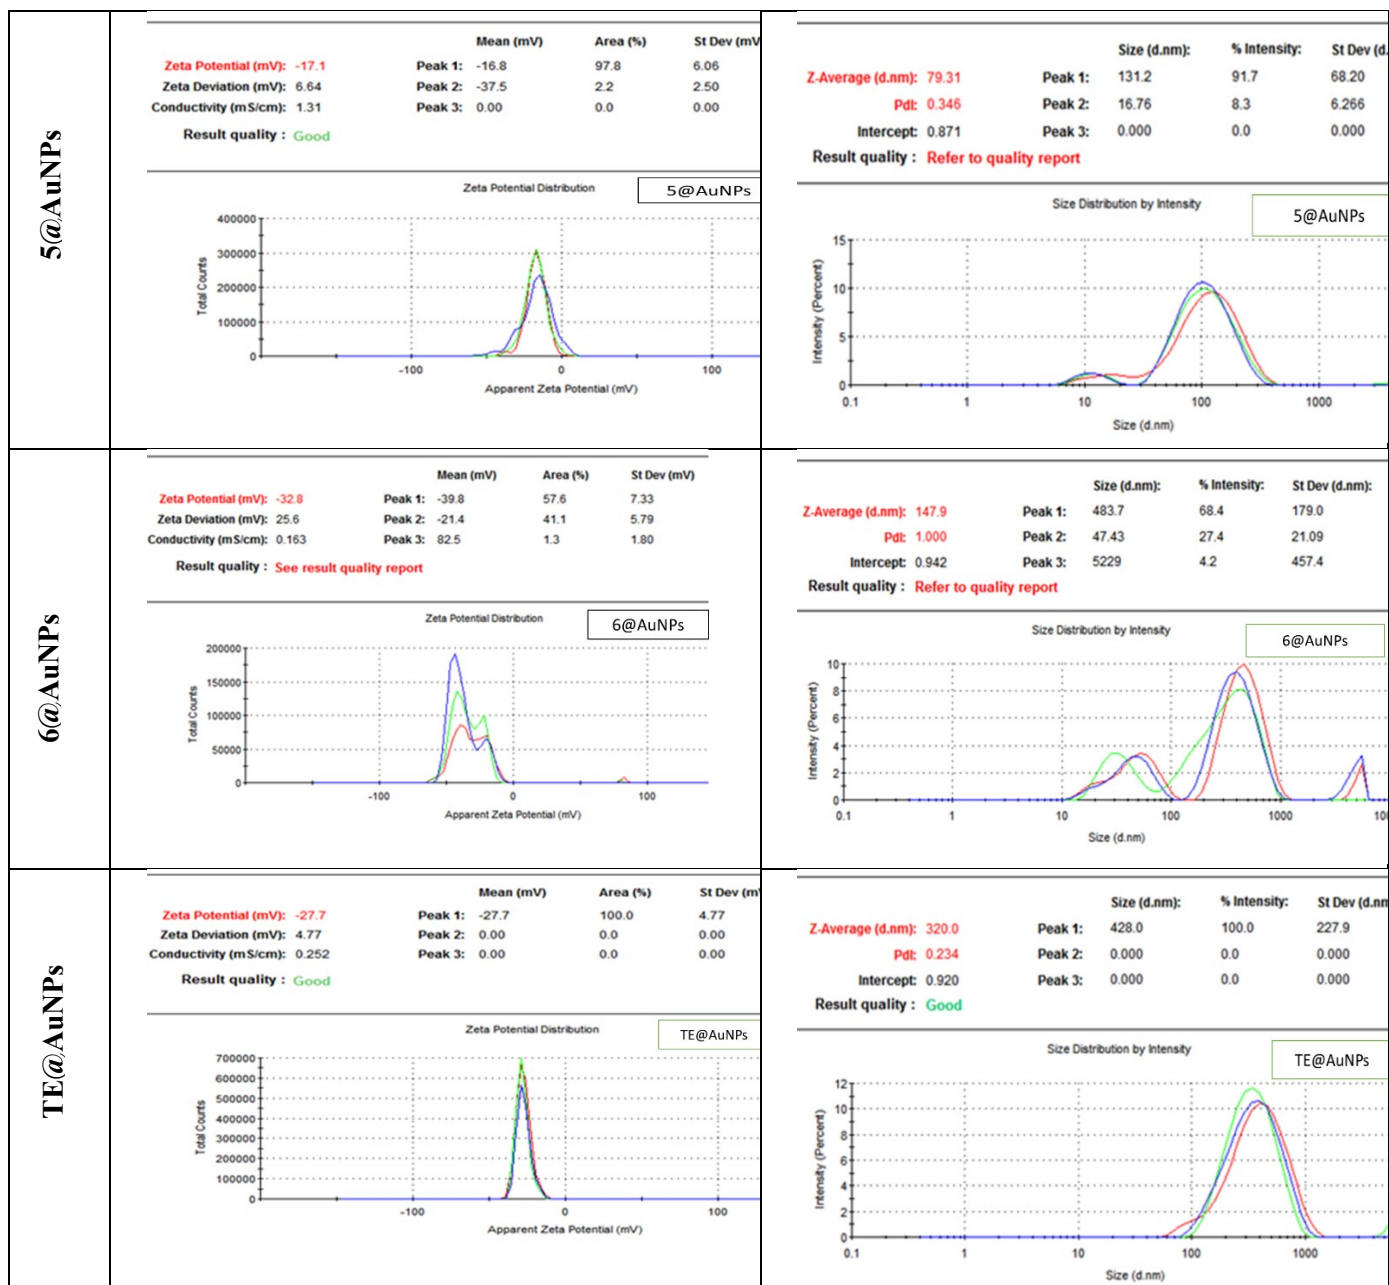 5@AuNPs
Mean (mV) Area (%) St Dev (mV
Zeta Potential (mV): -17.1 Peak 1: -16.8 97.8 6.06
Zeta Deviation (mV): 6.64 Peak 2: -37.5 2.2 2.50
Conductivity (mS/cm): 1.31 Peak 3: 0.00 0.0 0.00
Result quality : Good
Zeta Potential Distribution
5@AuNPs
Total Counts
400000
300000
200000
100000
0
-100 0 100
Apparent Zeta Potential (mV)
Size (d.nm): % Intensity: St Dev (d.
Z-Average (d.nm): 79.31 Peak 1: 131.2 91.7 68.20
PdI: 0.346 Peak 2: 16.76 8.3 6.266
Intercept: 0.871 Peak 3: 0.000 0.0 0.000
Result quality : Refer to quality report
Size Distribution by Intensity
5@AuNPs
Intensity (Percent)
15
10
5
0
0.1 1 10 100 1000
Size (d.nm)
6@AuNPs
Mean (mV) Area (%) St Dev (mV)
Zeta Potential (mV): -32.8 Peak 1: -39.8 57.6 7.33
Zeta Deviation (mV): 25.6 Peak 2: -21.4 41.1 5.79
Conductivity (mS/cm): 0.163 Peak 3: 82.5 1.3 1.80
Result quality : See result quality report
Zeta Potential Distribution
6@AuNPs
Total Counts
200000
150000
100000
50000
0
-100 0 100
Apparent Zeta Potential (mV)
Size (d.nm): % Intensity: St Dev (d.nm):
Z-Average (d.nm): 147.9 Peak 1: 483.7 68.4 179.0
PdI: 1.000 Peak 2: 47.43 27.4 21.09
Intercept: 0.942 Peak 3: 5229 4.2 457.4
Result quality : Refer to quality report
Size Distribution by Intensity
6@AuNPs
Intensity (Percent)
10
8
6
4
2
0
0.1 1 10 100 1000 10
Size (d.nm)
TE@AuNPs
Mean (mV) Area (%) St Dev (m
Zeta Potential (mV): -27.7 Peak 1: -27.7 100.0 4.77
Zeta Deviation (mV): 4.77 Peak 2: 0.00 0.0 0.00
Conductivity (mS/cm): 0.252 Peak 3: 0.00 0.0 0.00
Result quality : Good
Zeta Potential Distribution
TE@AuNPs
Total Counts
700000
600000
500000
400000
300000
200000
100000
0
-100 0 100
Apparent Zeta Potential (mV)
Size (d.nm): % Intensity: St Dev (d.nm
Z-Average (d.nm): 320.0 Peak 1: 428.0 100.0 227.9
PdI: 0.234 Peak 2: 0.000 0.0 0.000
Intercept: 0.920 Peak 3: 0.000 0.0 0.000
Result quality : Good
Size Distribution by Intensity
TE@AuNPs
Intensity (Percent)
12
10
8
6
4
2
0
0.1 1 10 100 1000
Size (d.nm)